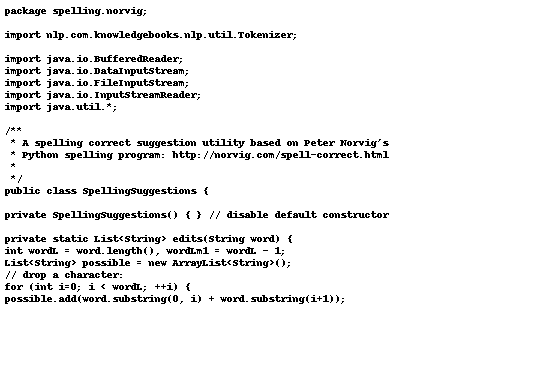 package spelling.norvig;

import nlp.com.knowledgebooks.nlp.util.Tokenizer;

import java.io.BufferedReader;
import java.io.DataInputStream;
import java.io.FileInputStream;
import java.io.InputStreamReader;
import java.util.*;

/**
 * A spelling correct suggestion utility based on Peter Norvig's
 * Python spelling program: http://norvig.com/spell-correct.html
 *
 */
public class SpellingSuggestions {

private SpellingSuggestions() { } // disable default constructor

private static List<String> edits(String word) {
int wordL = word.length(), wordLm1 = wordL - 1;
List<String> possible = new ArrayList<String>();
// drop a character:
for (int i=0; i < wordL; ++i) {
possible.add(word.substring(0, i) + word.substring(i+1));